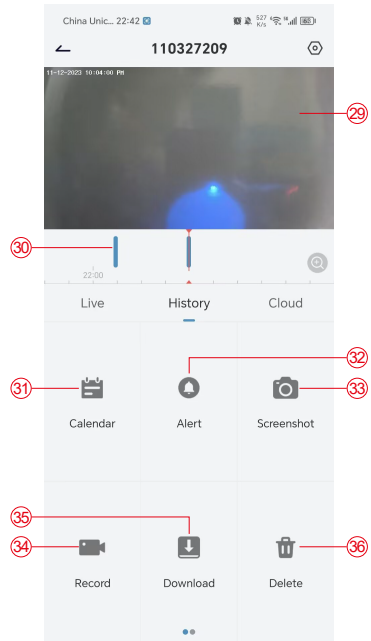 China Unic... 22:42 527 K/s
110327209
11-12-2023 10:04:00 PM
29
30
22:00
Live History Cloud
32
31 33
Calendar Alert Screenshot
35
34 36
Record Download Delete